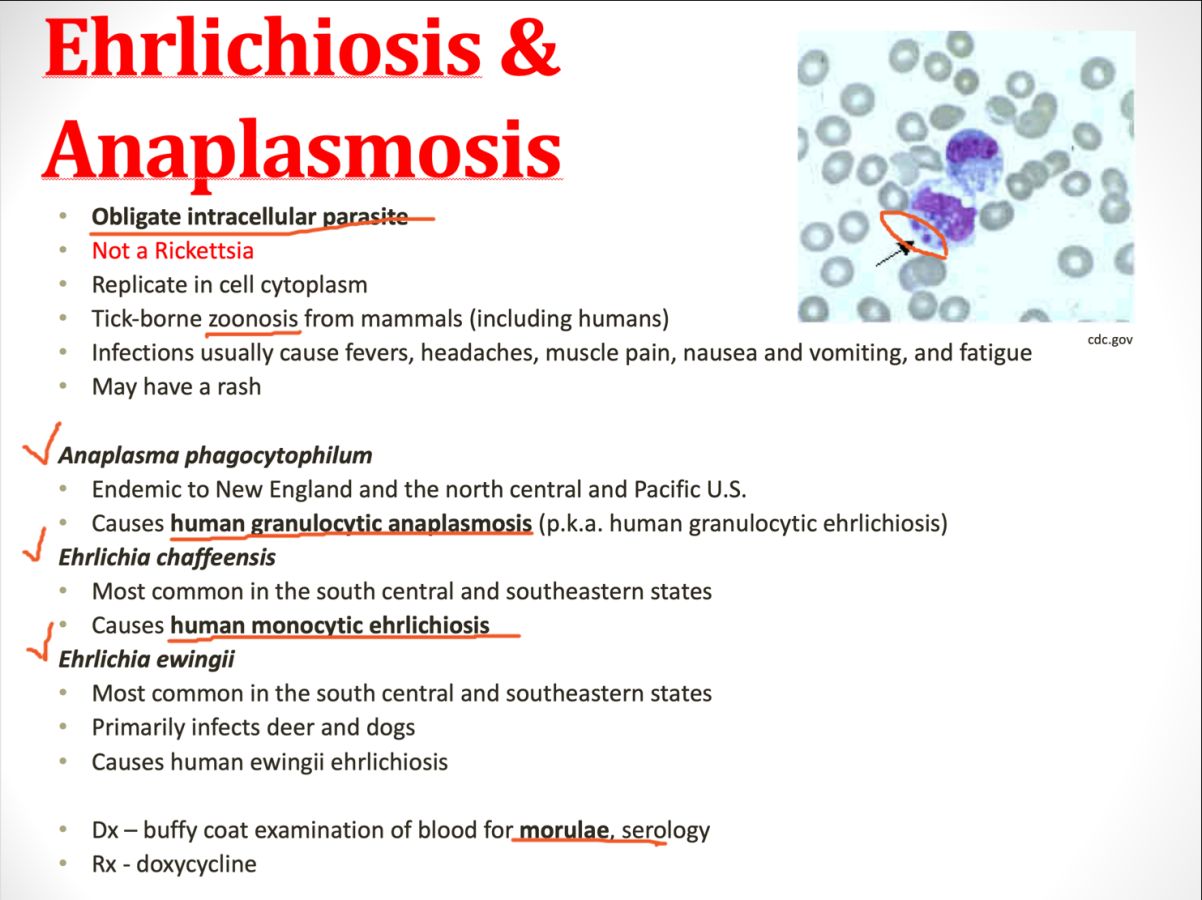 Ehrlichiosis &
Anaplasmosis
• Obligate intracellular parasite
• Not a Rickettsia
• Replicate in cell cytoplasm
• Tick-borne zoonosis from mammals (including humans)
cdc.gov
• Infections usually cause fevers, headaches, muscle pain, nausea and vomiting, and fatigue
• May have a rash
Anaplasma phagocytophilum
• Endemic to New England and the north central and Pacific U.S.
• Causes human granulocytic anaplasmosis (p.k.a. human granulocytic ehrlichiosis)
Ehrlichia chaffeensis
• Most common in the south central and southeastern states
• Causes human monocytic ehrlichiosis
Ehrlichia ewingii
• Most common in the south central and southeastern states
• Primarily infects deer and dogs
• Causes human ewingii ehrlichiosis
• Dx – buffy coat examination of blood for morulae, serology
• Rx - doxycycline